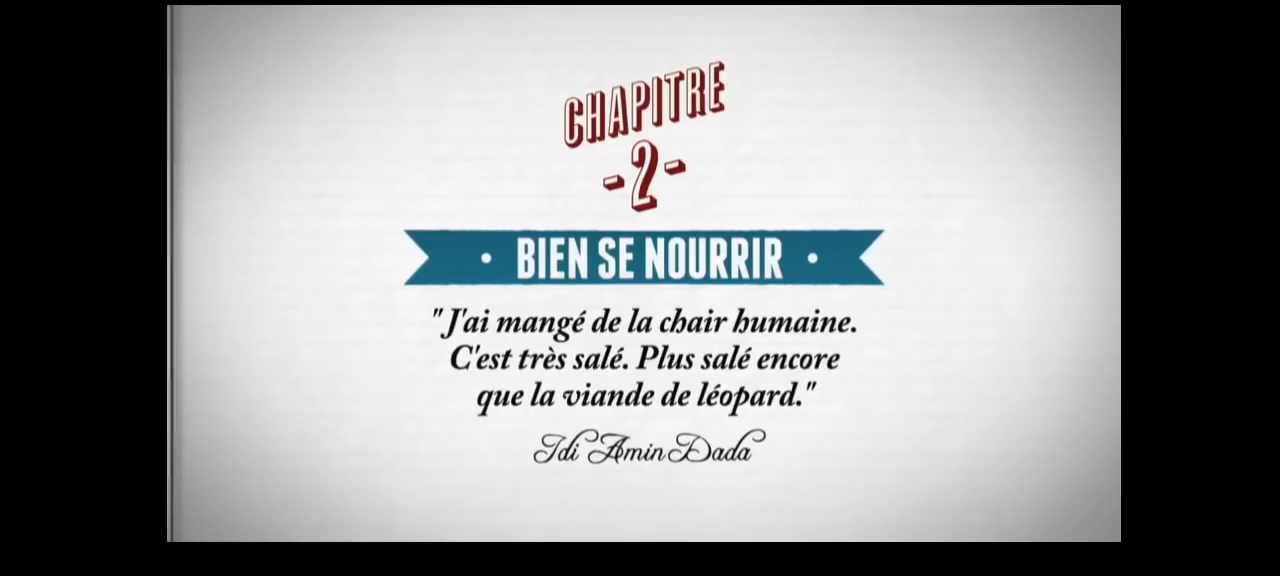 CHAPITRE
-2-
• BIEN SE NOURRIR •
"J'ai mangé de la chair humaine.
C'est très salé. Plus salé encore
que la viande de léopard."
Idi Amin Dada